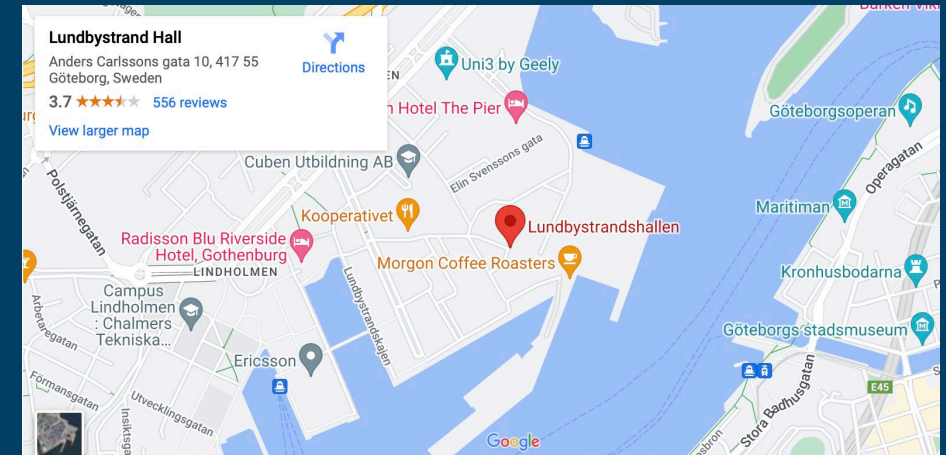 Lundbystrand Hall
Anders Carlssons gata 10, 417 55
Göteborg, Sweden
3.7
556 reviews
View larger map
Directions
Uni3 by Geely
Hotel The Pier
Göteborgsoperan
Operagatan
Elin Svenssons gata
Cuben Utbildning AB
Polstjärnegatan
Maritiman
Kooperativet
Lundbystrandshallen
Radisson Blu Riverside
Hotel, Gothenburg
LINDHOLMEN
Morgon Coffee Roasters
Kronhusbodarna
Campus
Lindholmen
: Chalmers
Tekniska...
Lundbystrandskajen
Arbetaregatan
Göteborgs stadsmuseum
Ericsson
E45
Förmansgatan
Utvecklingsgatan
Stora Badhusgatan
Google